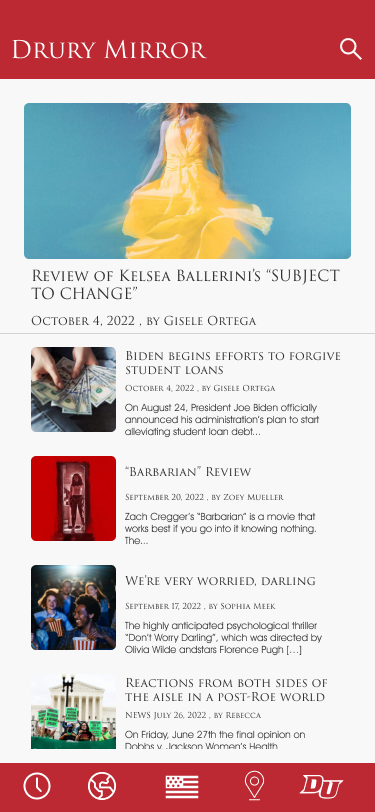 Drury Mirror
Review of Kelsea Ballerini's “SUBJECT
TO CHANGE”
October 4, 2022 , by Gisele Ortega
Biden begins efforts to forgive
student loans
October 4, 2022 , by Gisele Ortega
On August 24, President Joe Biden officially
announced his administration's plan to start
alleviating student loan debt...
“Barbarian” Review
September 20, 2022 , by Zoey Mueller
Zach Cregger's “Barbarian” is a movie that
works best if you go into it knowing nothing.
The...
We're very worried, darling
September 17, 2022 , by Sophia Meek
The highly anticipated psychological thriller
“Don't Worry Darling”, which was directed by
Olivia Wilde andstars Florence Pugh [...]
Reactions from both sides of
the aisle in a post-Roe world
NEWS July 26, 2022 , by Rebecca
On Friday, June 27th the final opinion on
Dobbs v. Jackson Women's Health
DU